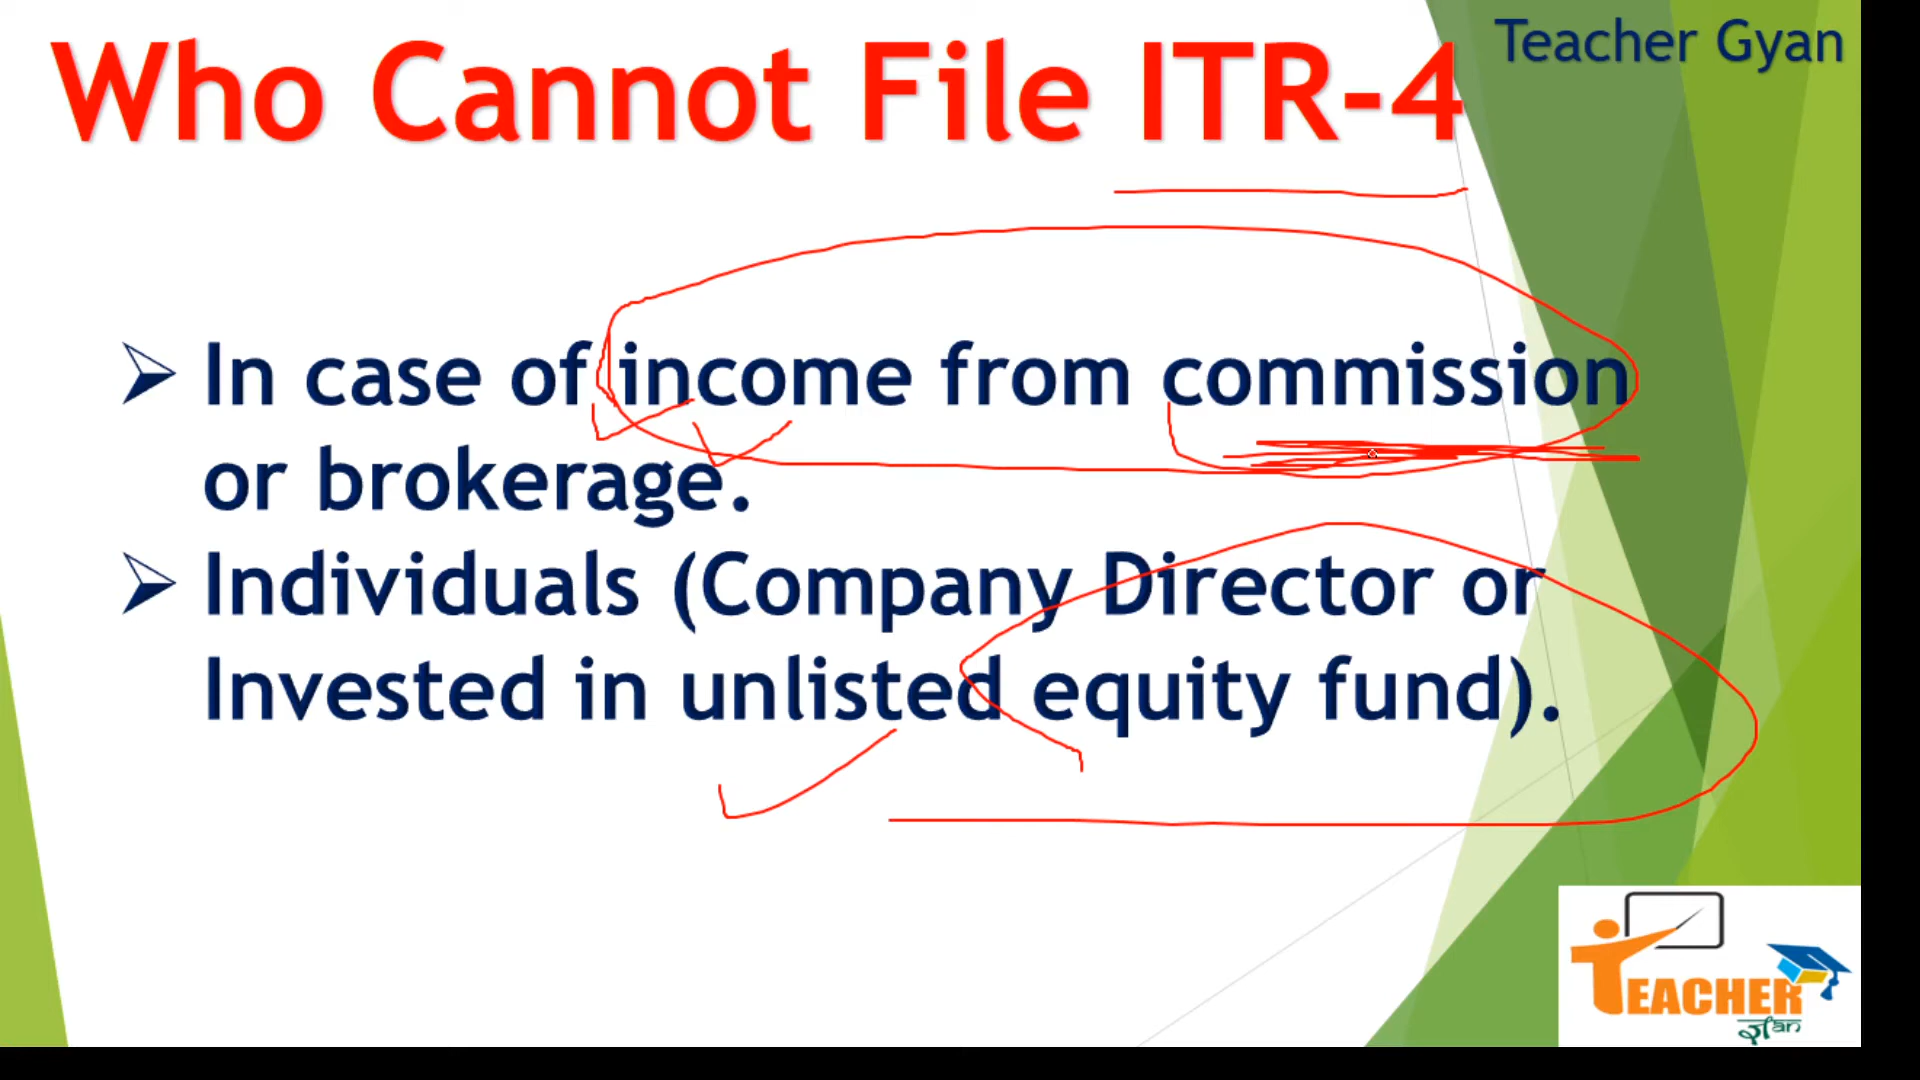 Teacher Gyan
Who Cannot File ITR-4
In case of income from commission
or brokerage.
Individuals (Company Director or
Invested in unlisted equity fund).
TEACHER
ज्ञan